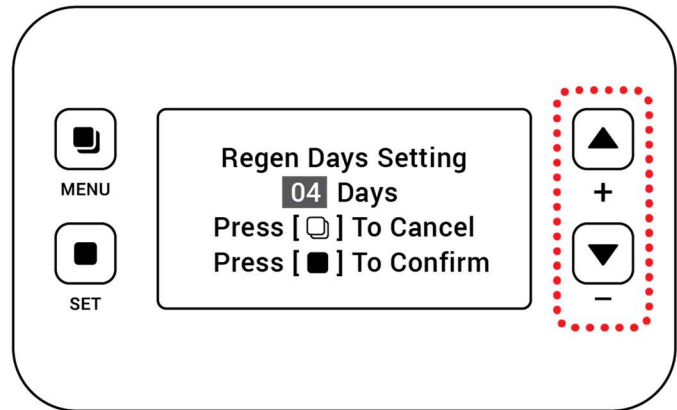 MENU
SET
Regen Days Setting
04 Days
Press [ ] To Cancel
Press [ ] To Confirm
+
−